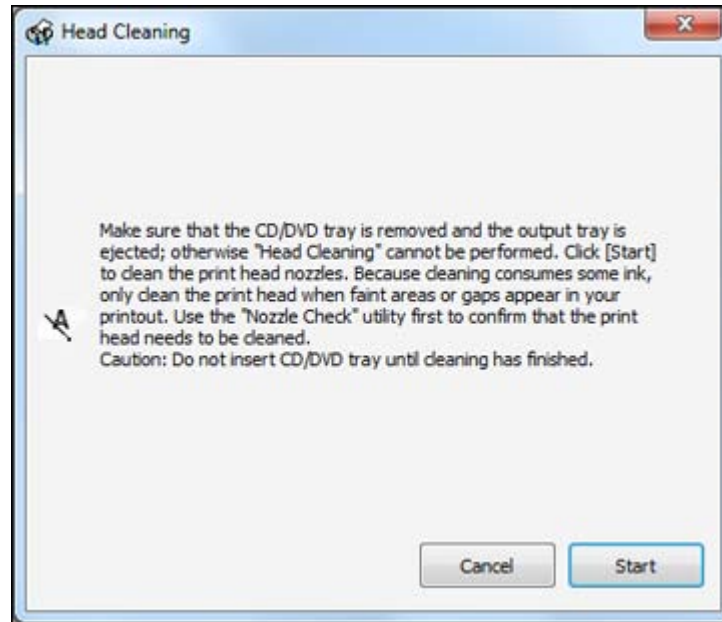 Head Cleaning
Make sure that the CD/DVD tray is removed and the output tray is
ejected; otherwise "Head Cleaning" cannot be performed. Click [Start]
to clean the print head nozzles. Because cleaning consumes some ink,
only clean the print head when faint areas or gaps appear in your
printout. Use the "Nozzle Check" utility first to confirm that the print
head needs to be cleaned.
Caution: Do not insert CD/DVD tray until cleaning has finished.
A
Cancel
Start